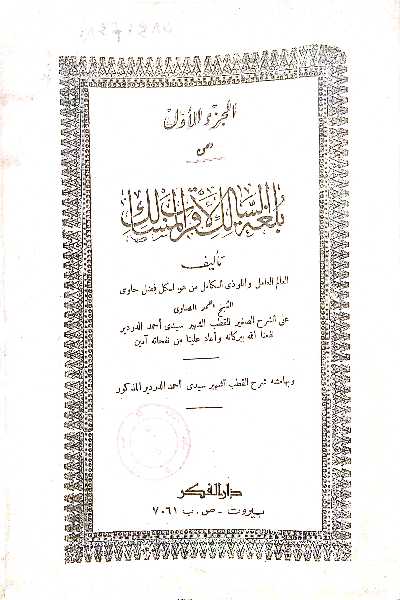 الجزء الأول
من
بلغة السالك لأقرب المسالك
تأليف
العالم العامل واللوذعى الكامل من هو لكل فضل حاوى
الشيخ أحمد الصاوى
على الشرح الصغير للقطب الشهير سيدى أحمد الدردير
نفعنا الله ببركاته وأعاد علينا من نفحاته آمين
وبهامشه شرح القطب الشهير سيدى أحمد الدردير المذكور
دار الفكر
بيروت - ص . ب ٧٠٦١